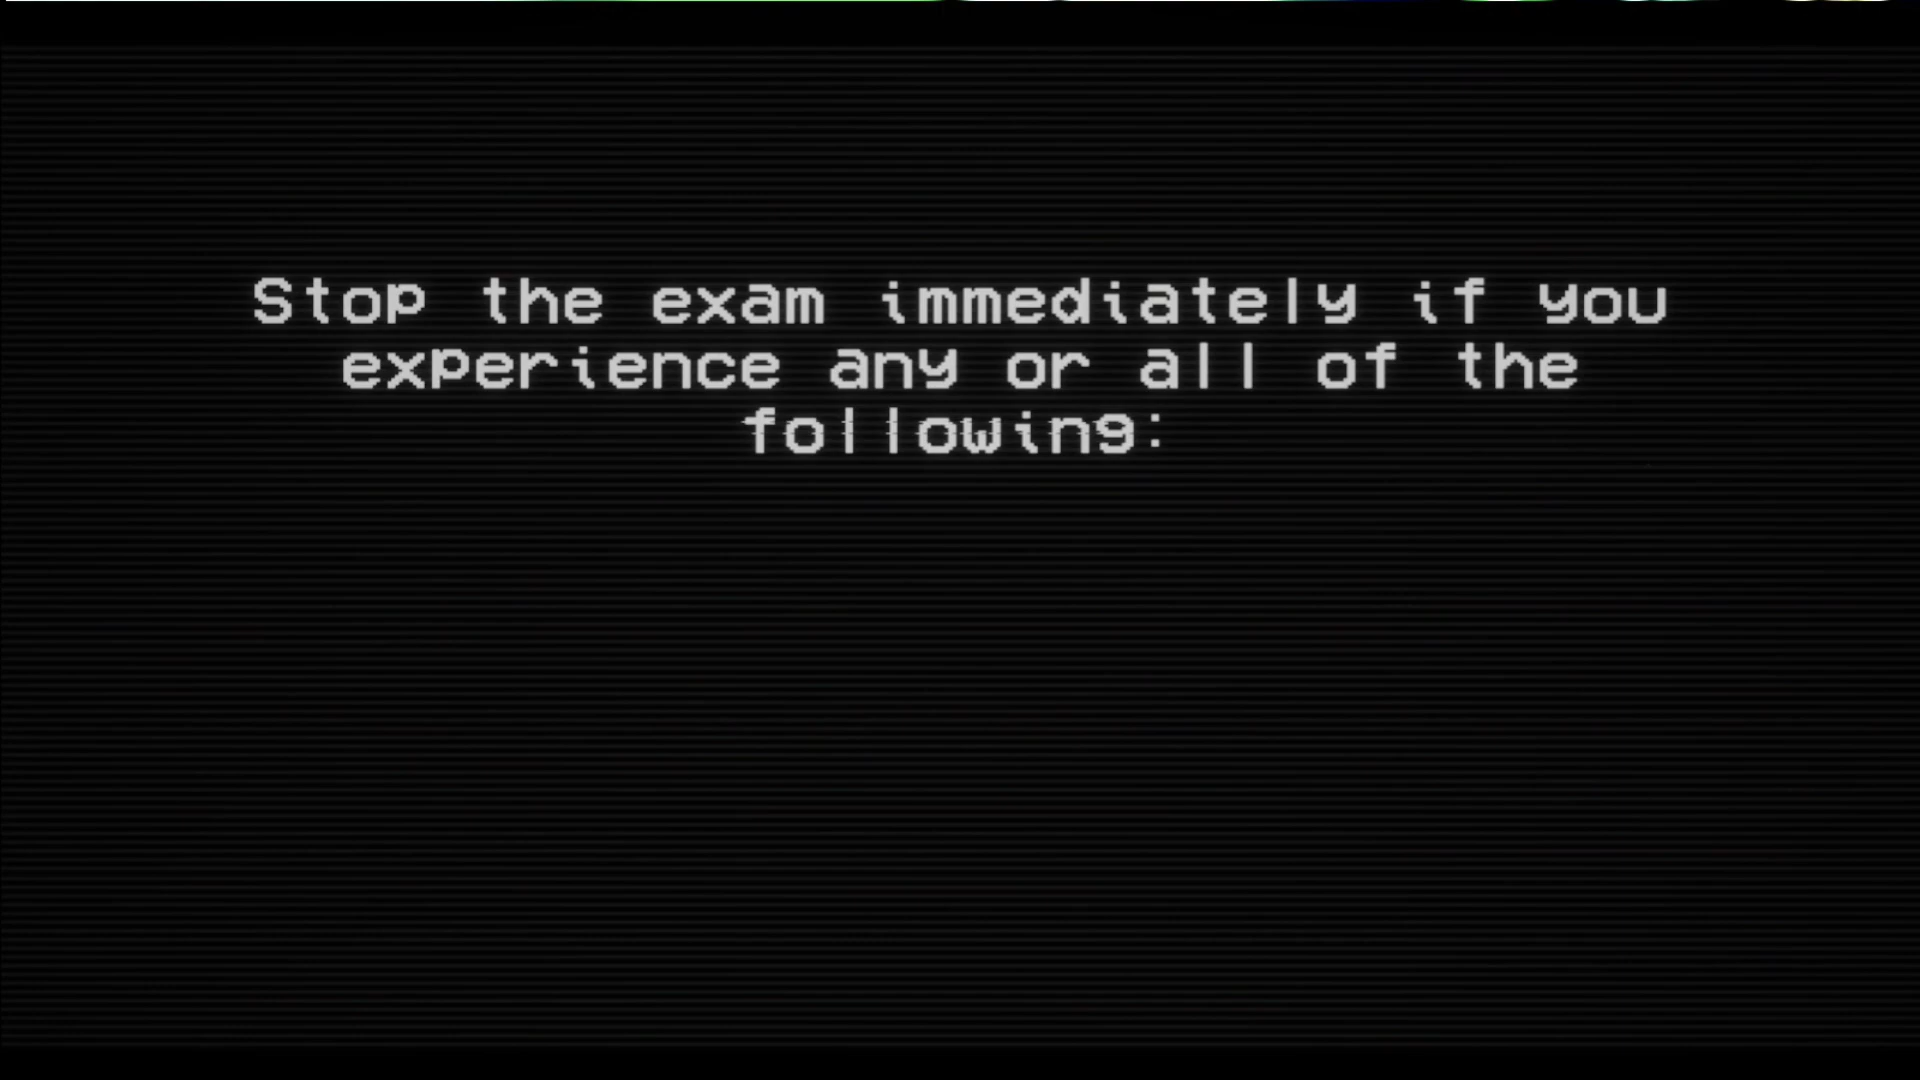 Stop the exam immediately if you
experience any or all of the
following: